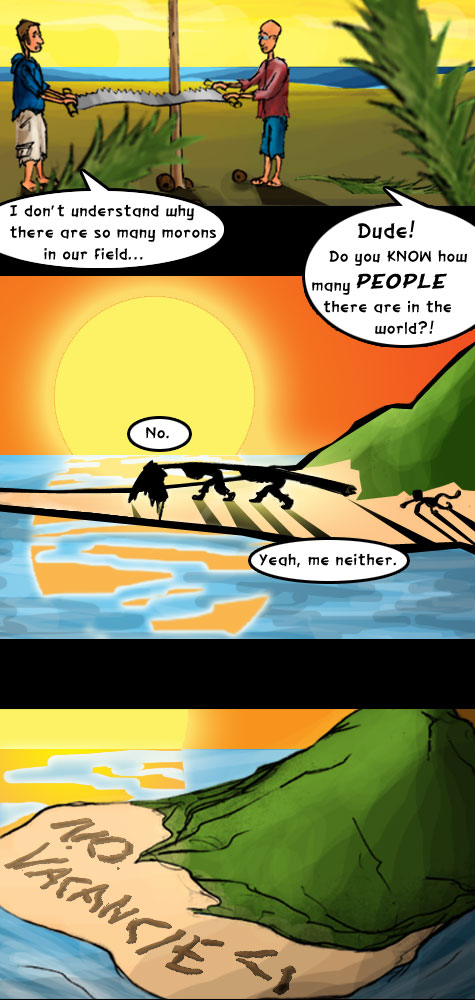 I don't understand why
there are so many morons
in our field...
Dude!
Do you KNOW how
many PEOPLE
there are in the
world?!
No.
Yeah, me neither.
N.O.
VACANCIE